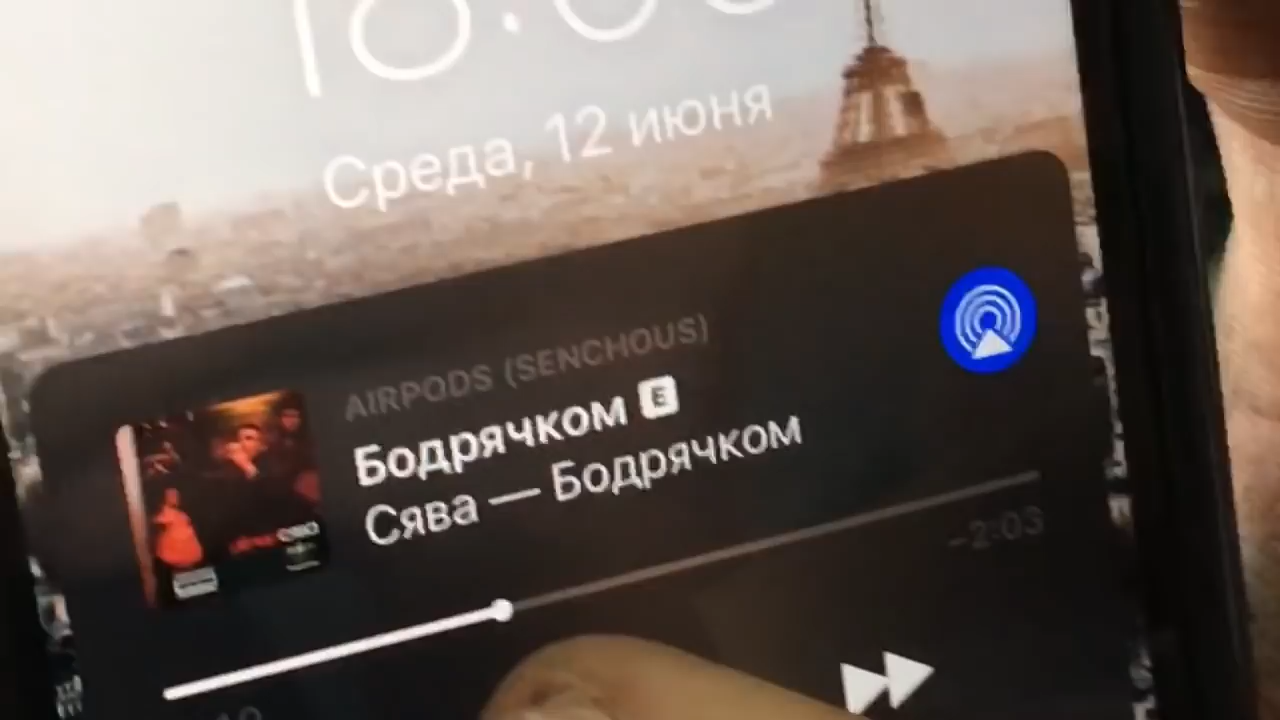 Среда, 12 июня
AIRPODS (SENCHOUS)
Бодрячком E
Сява — Бодрячком
-2:03